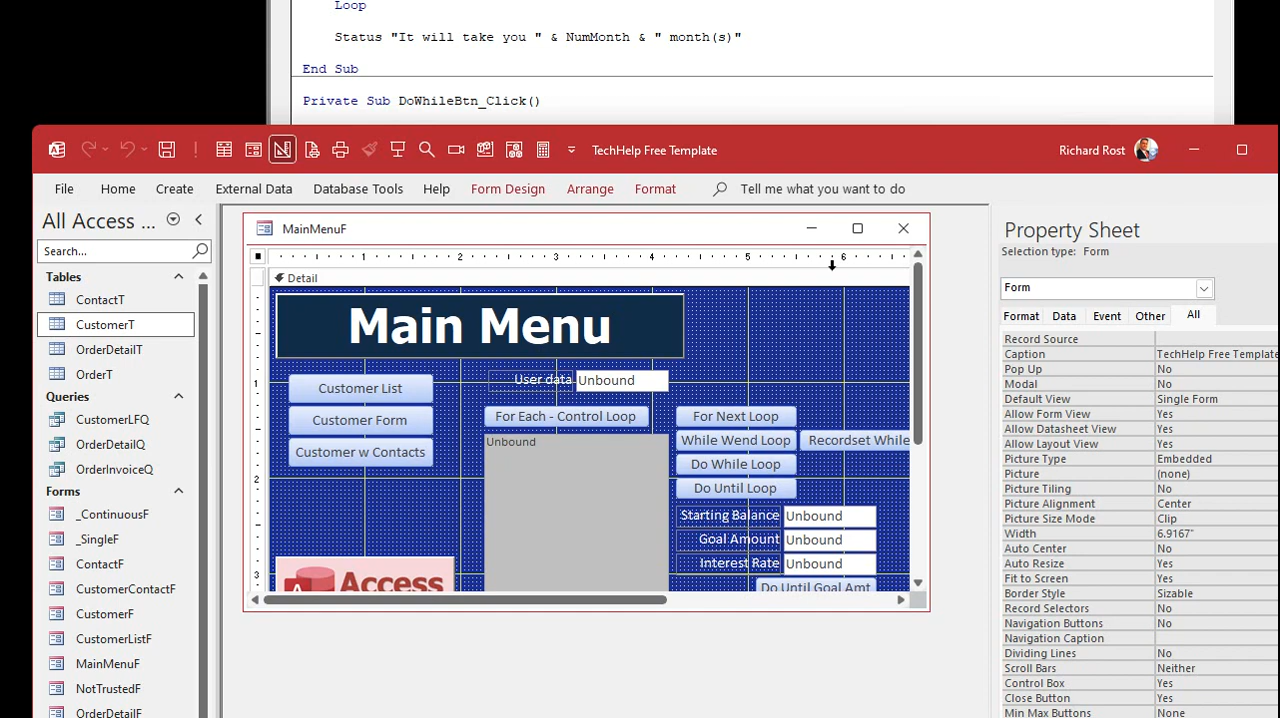 Loop
Status "It will take you " & NumMonth & " month(s)"
End Sub
Private Sub DoWhileBtn_Click()
TechHelp Free Template
Richard Rost
File Home Create External Data Database Tools Help Form Design Arrange Format Tell me what you want to do
All Access ...
Search...
Tables
ContactT
CustomerT
OrderDetailT
OrderT
Queries
CustomerLFQ
OrderDetailQ
OrderInvoiceQ
Forms
_ContinuousF
_SingleF
ContactF
CustomerContactF
CustomerF
CustomerListF
MainMenuF
NotTrustedF
OrderDetailF
MainMenuF
1 2 3 4 5 6
Detail
Main Menu
1
2
3
Customer List
Customer Form
Customer w Contacts
Access
User data Unbound
For Each - Control Loop
Unbound
For Next Loop
While Wend Loop Recordset While
Do While Loop
Do Until Loop
Starting Balance Unbound
Goal Amount Unbound
Interest Rate Unbound
Do Until Goal Amt
Property Sheet
Selection type: Form
Form
Format Data Event Other All
Record Source
Caption TechHelp Free Template
Pop Up No
Modal No
Default View Single Form
Allow Form View Yes
Allow Datasheet View Yes
Allow Layout View Yes
Picture Type Embedded
Picture (none)
Picture Tiling No
Picture Alignment Center
Picture Size Mode Clip
Width 6.9167"
Auto Center No
Auto Resize Yes
Fit to Screen Yes
Border Style Sizable
Record Selectors No
Navigation Buttons No
Navigation Caption
Dividing Lines No
Scroll Bars Neither
Control Box Yes
Close Button Yes
Min Max Buttons None